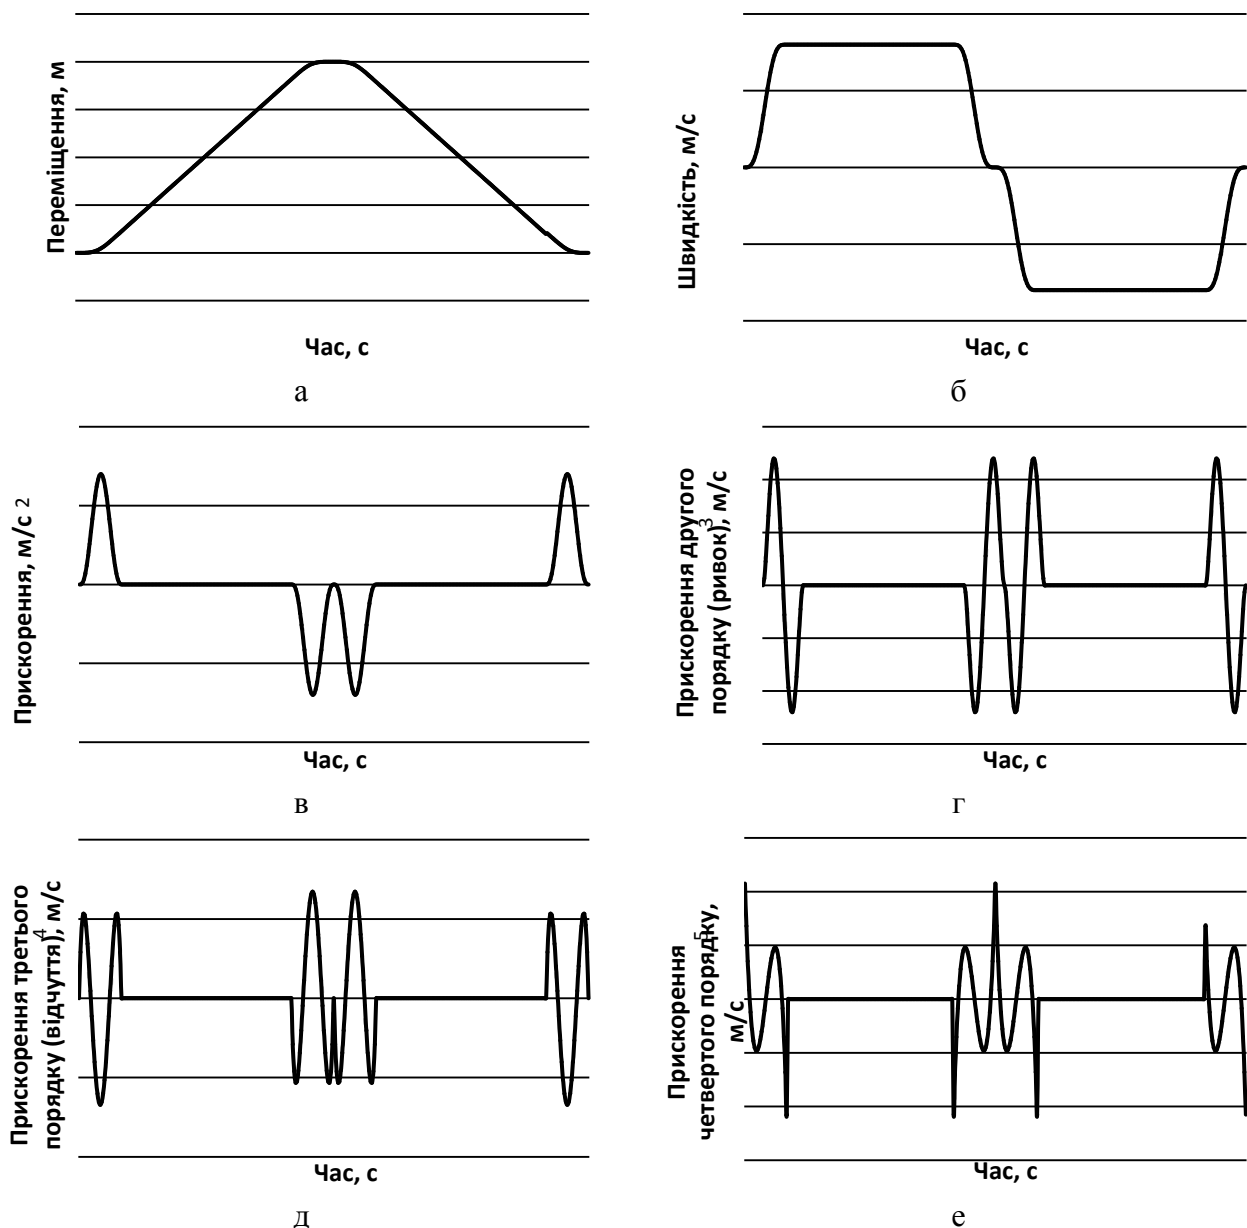 Переміщення, м
Час, с
а
Швидкість, м/с
Час, с
б
Прискорення, м/с 2
Час, с
в
Прискорення другого
порядку (ривок), м/с
3
Час, с
г
Прискорення третього
порядку (відчуття), м/с
4
Час, с
д
Прискорення
четвертого порядку,
м/с
5
Час, с
е